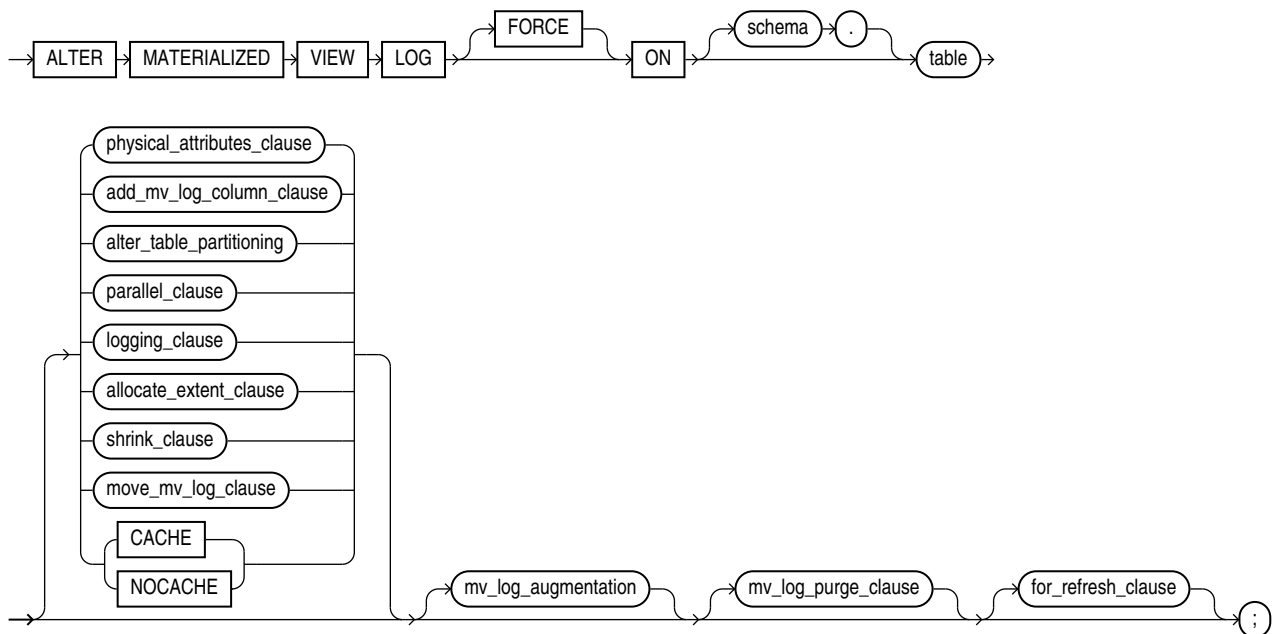 ALTER MATERIALIZED VIEW LOG FORCE ON schema . table
physical_attributes_clause
add_mv_log_column_clause
alter_table_partitioning
parallel_clause
logging_clause
allocate_extent_clause
shrink_clause
move_mv_log_clause
CACHE
NOCACHE
mv_log_augmentation mv_log_purge_clause for_refresh_clause ;